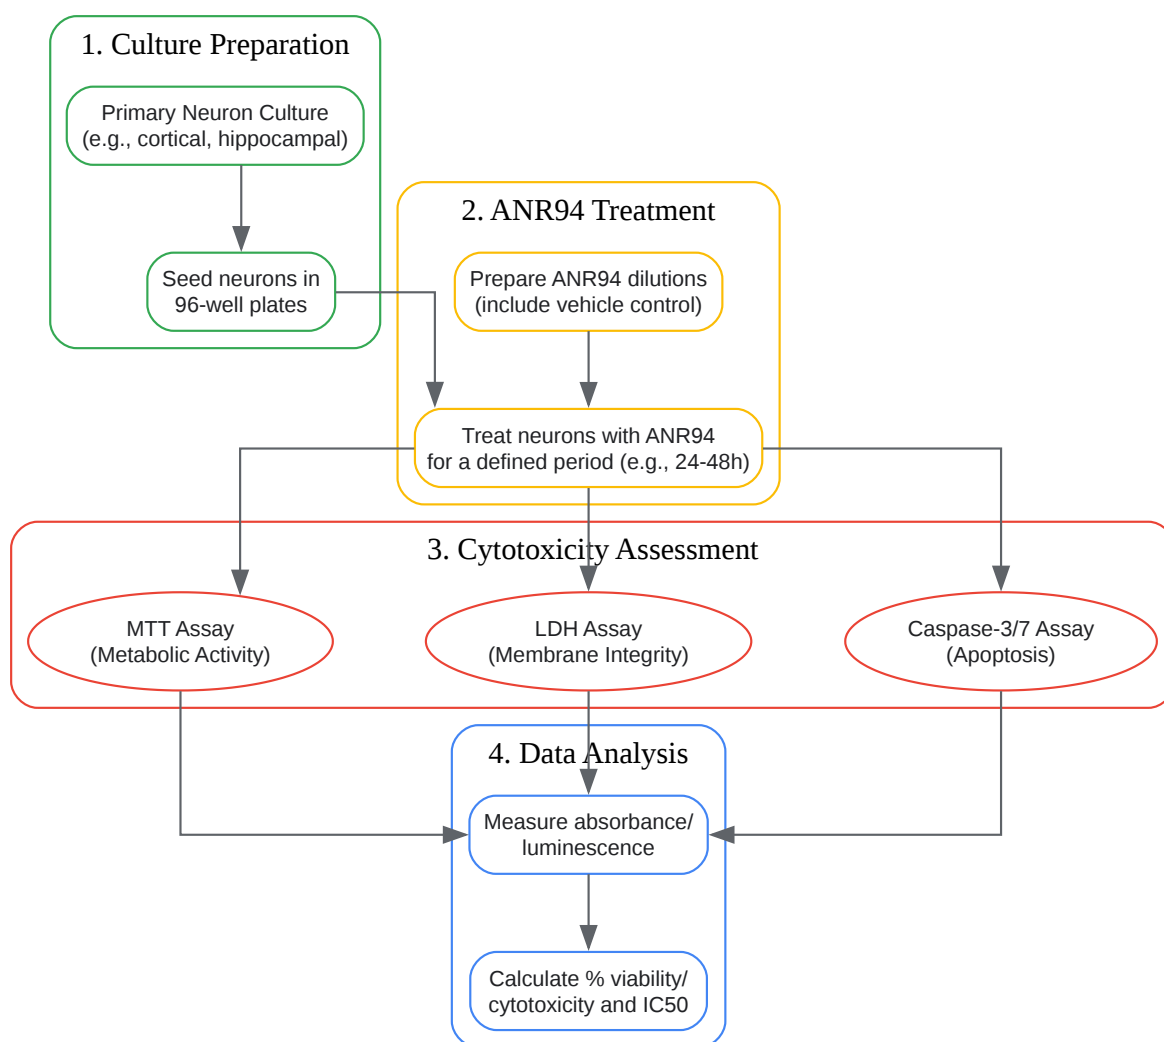 1. Culture Preparation
Primary Neuron Culture
(e.g., cortical, hippocampal)
Seed neurons in
96-well plates
2. ANR94 Treatment
Prepare ANR94 dilutions
(include vehicle control)
Treat neurons with ANR94
for a defined period (e.g., 24-48h)
3. Cytotoxicity Assessment
MTT Assay
(Metabolic Activity)
LDH Assay
(Membrane Integrity)
Caspase-3/7 Assay
(Apoptosis)
4. Data Analysis
Measure absorbance/
luminescence
Calculate % viability/
cytotoxicity and IC50